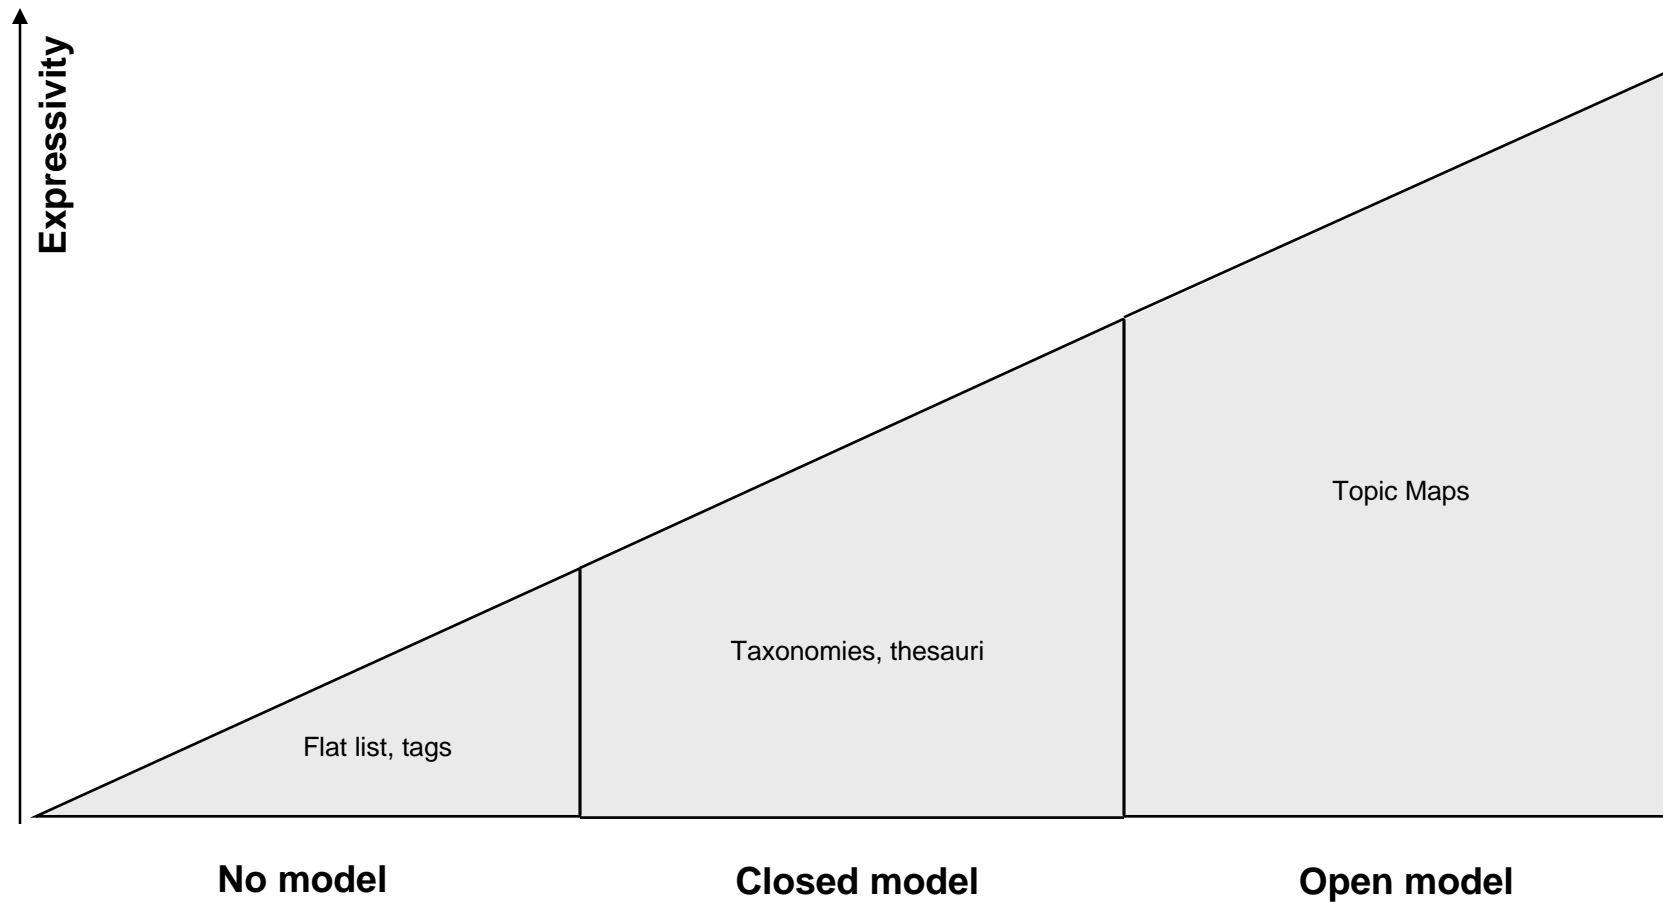 Expressivity
Topic Maps
Taxonomies, thesauri
Flat list, tags
No model
Closed model
Open model